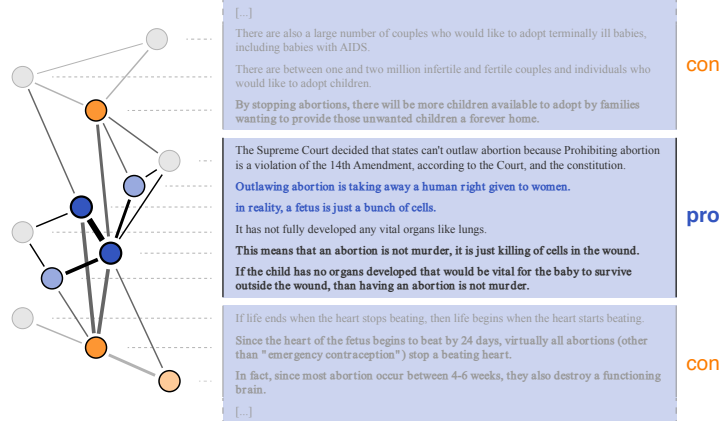 [...]
There are also a large number of couples who would like to adopt terminally ill babies,
including babies with AIDS.
There are between one and two million infertile and fertile couples and individuals who
would like to adopt children.
By stopping abortions, there will be more children available to adopt by families
wanting to provide those unwanted children a forever home.
con
The Supreme Court decided that states can't outlaw abortion because Prohibiting abortion
is a violation of the 14th Amendment, according to the Court, and the constitution.
Outlawing abortion is taking away a human right given to women.
in reality, a fetus is just a bunch of cells.
It has not fully developed any vital organs like lungs.
This means that an abortion is not murder, it is just killing of cells in the wound.
If the child has no organs developed that would be vital for the baby to survive
outside the wound, than having an abortion is not murder.
pro
If life ends when the heart stops beating, then life begins when the heart starts beating.
Since the heart of the fetus begins to beat by 24 days, virtually all abortions (other
than "emergency contraception") stop a beating heart.
In fact, since most abortion occur between 4-6 weeks, they also destroy a functioning
brain.
[...]
con